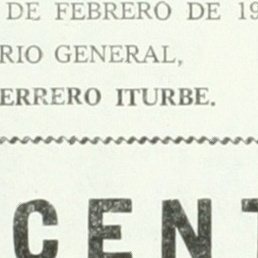 DE FEBRERO DE 19
RIO GENERAL,
ERRERO ITURBE.
CENT